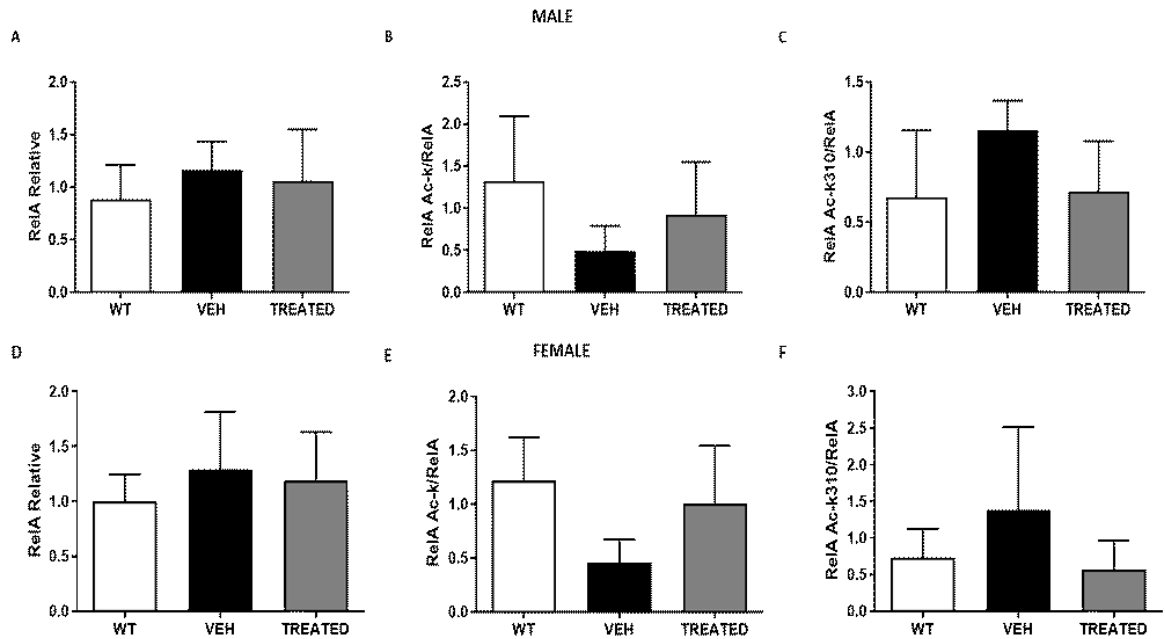 MALE
A
B
C
RelA Relative
2.0
1.5
1.0
0.5
0.0
WT VEH TREATED
RelA Ac-k/RelA
2.5
2.0
1.5
1.0
0.5
0.0
WT VEH TREATED
RelA Ac-k310/RelA
1.5
1.0
0.5
0.0
WT VEH TREATED
FEMALE
D
E
F
RelA Relative
2.0
1.5
1.0
0.5
0.0
WT VEH TREATED
RelA Ac-k/RelA
2.0
1.5
1.0
0.5
0.0
WT VEH TREATED
RelA Ac-k310/RelA
3.0
2.5
2.0
1.5
1.0
0.5
0.0
WT VEH TREATED